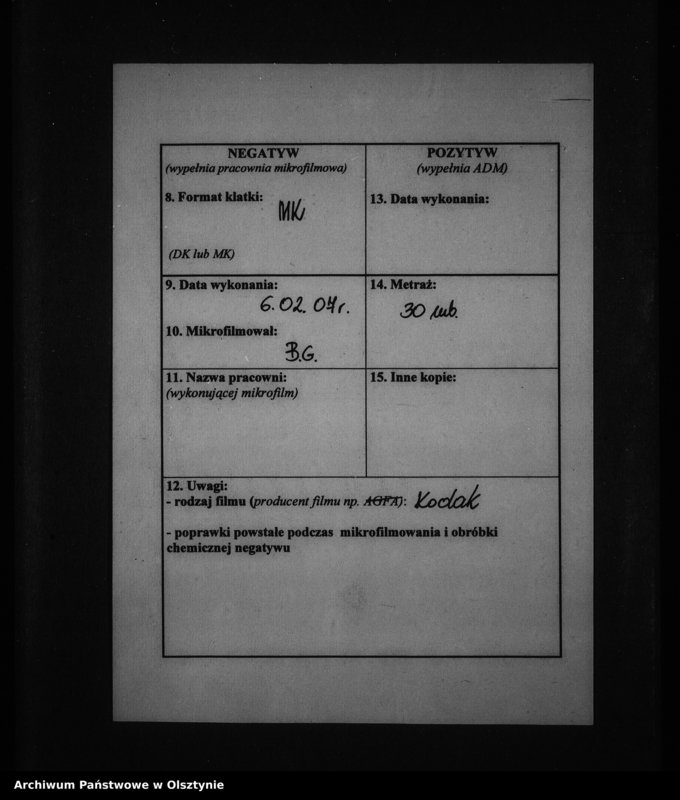 NEGATYW
(wypełnia pracownia mikrofilmowa)
8. Format klatki:
MK
(DK lub MK)
POZYTYW
(wypełnia ADM)
13. Data wykonania:
9. Data wykonania:
6.02.04r.
10. Mikrofilmował:
B.G.
14. Metraż:
30 mb.
11. Nazwa pracowni:
(wykonującej mikrofilm)
15. Inne kopie:
12. Uwagi:
- rodzaj filmu (producent filmu np. AGFA): Kodak
- poprawki powstałe podczas mikrofilmowania i obróbki
chemicznej negatywu
Archiwum Państwowe w Olsztynie